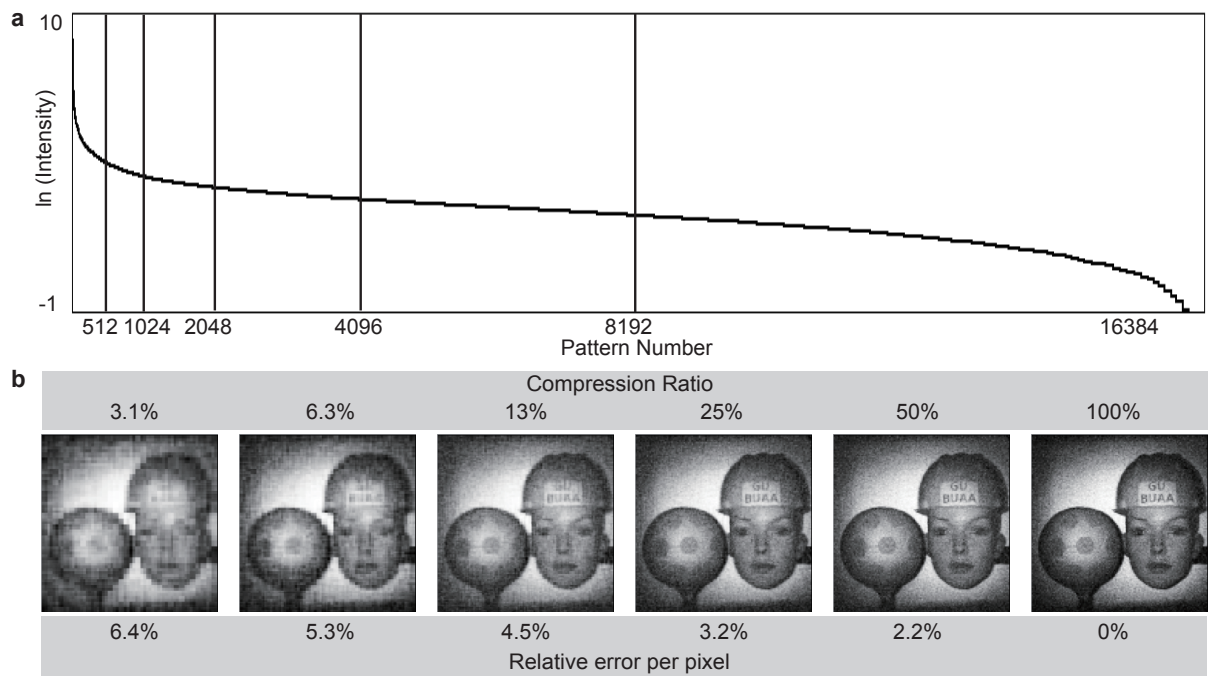 a
10
ln (Intensity)
-1
512 1024 2048 4096 8192 16384
Pattern Number
b
Compression Ratio
3.1% 6.3% 13% 25% 50% 100%
GU GU GU GU
BUAA BUAA BUAA BUAA
6.4% 5.3% 4.5% 3.2% 2.2% 0%
Relative error per pixel